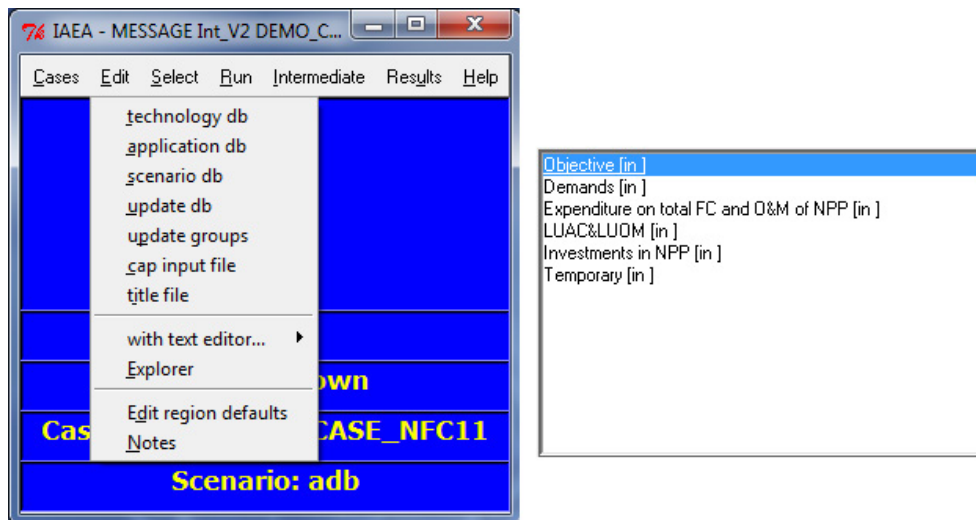 IAEA - MESSAGE Int_V2 DEMO_C...
Cases Edit Select Run Intermediate Results Help
technology db
application db
scenario db
update db
update groups
cap input file
title file
with text editor...
Explorer
Edit region defaults
Notes
own
Cas CASE_NFC11
Scenario: adb
Objective [in ]
Demands [in ]
Expenditure on total FC and O&M of NPP [in ]
LUAC&LUOM [in ]
Investments in NPP [in ]
Temporary [in ]